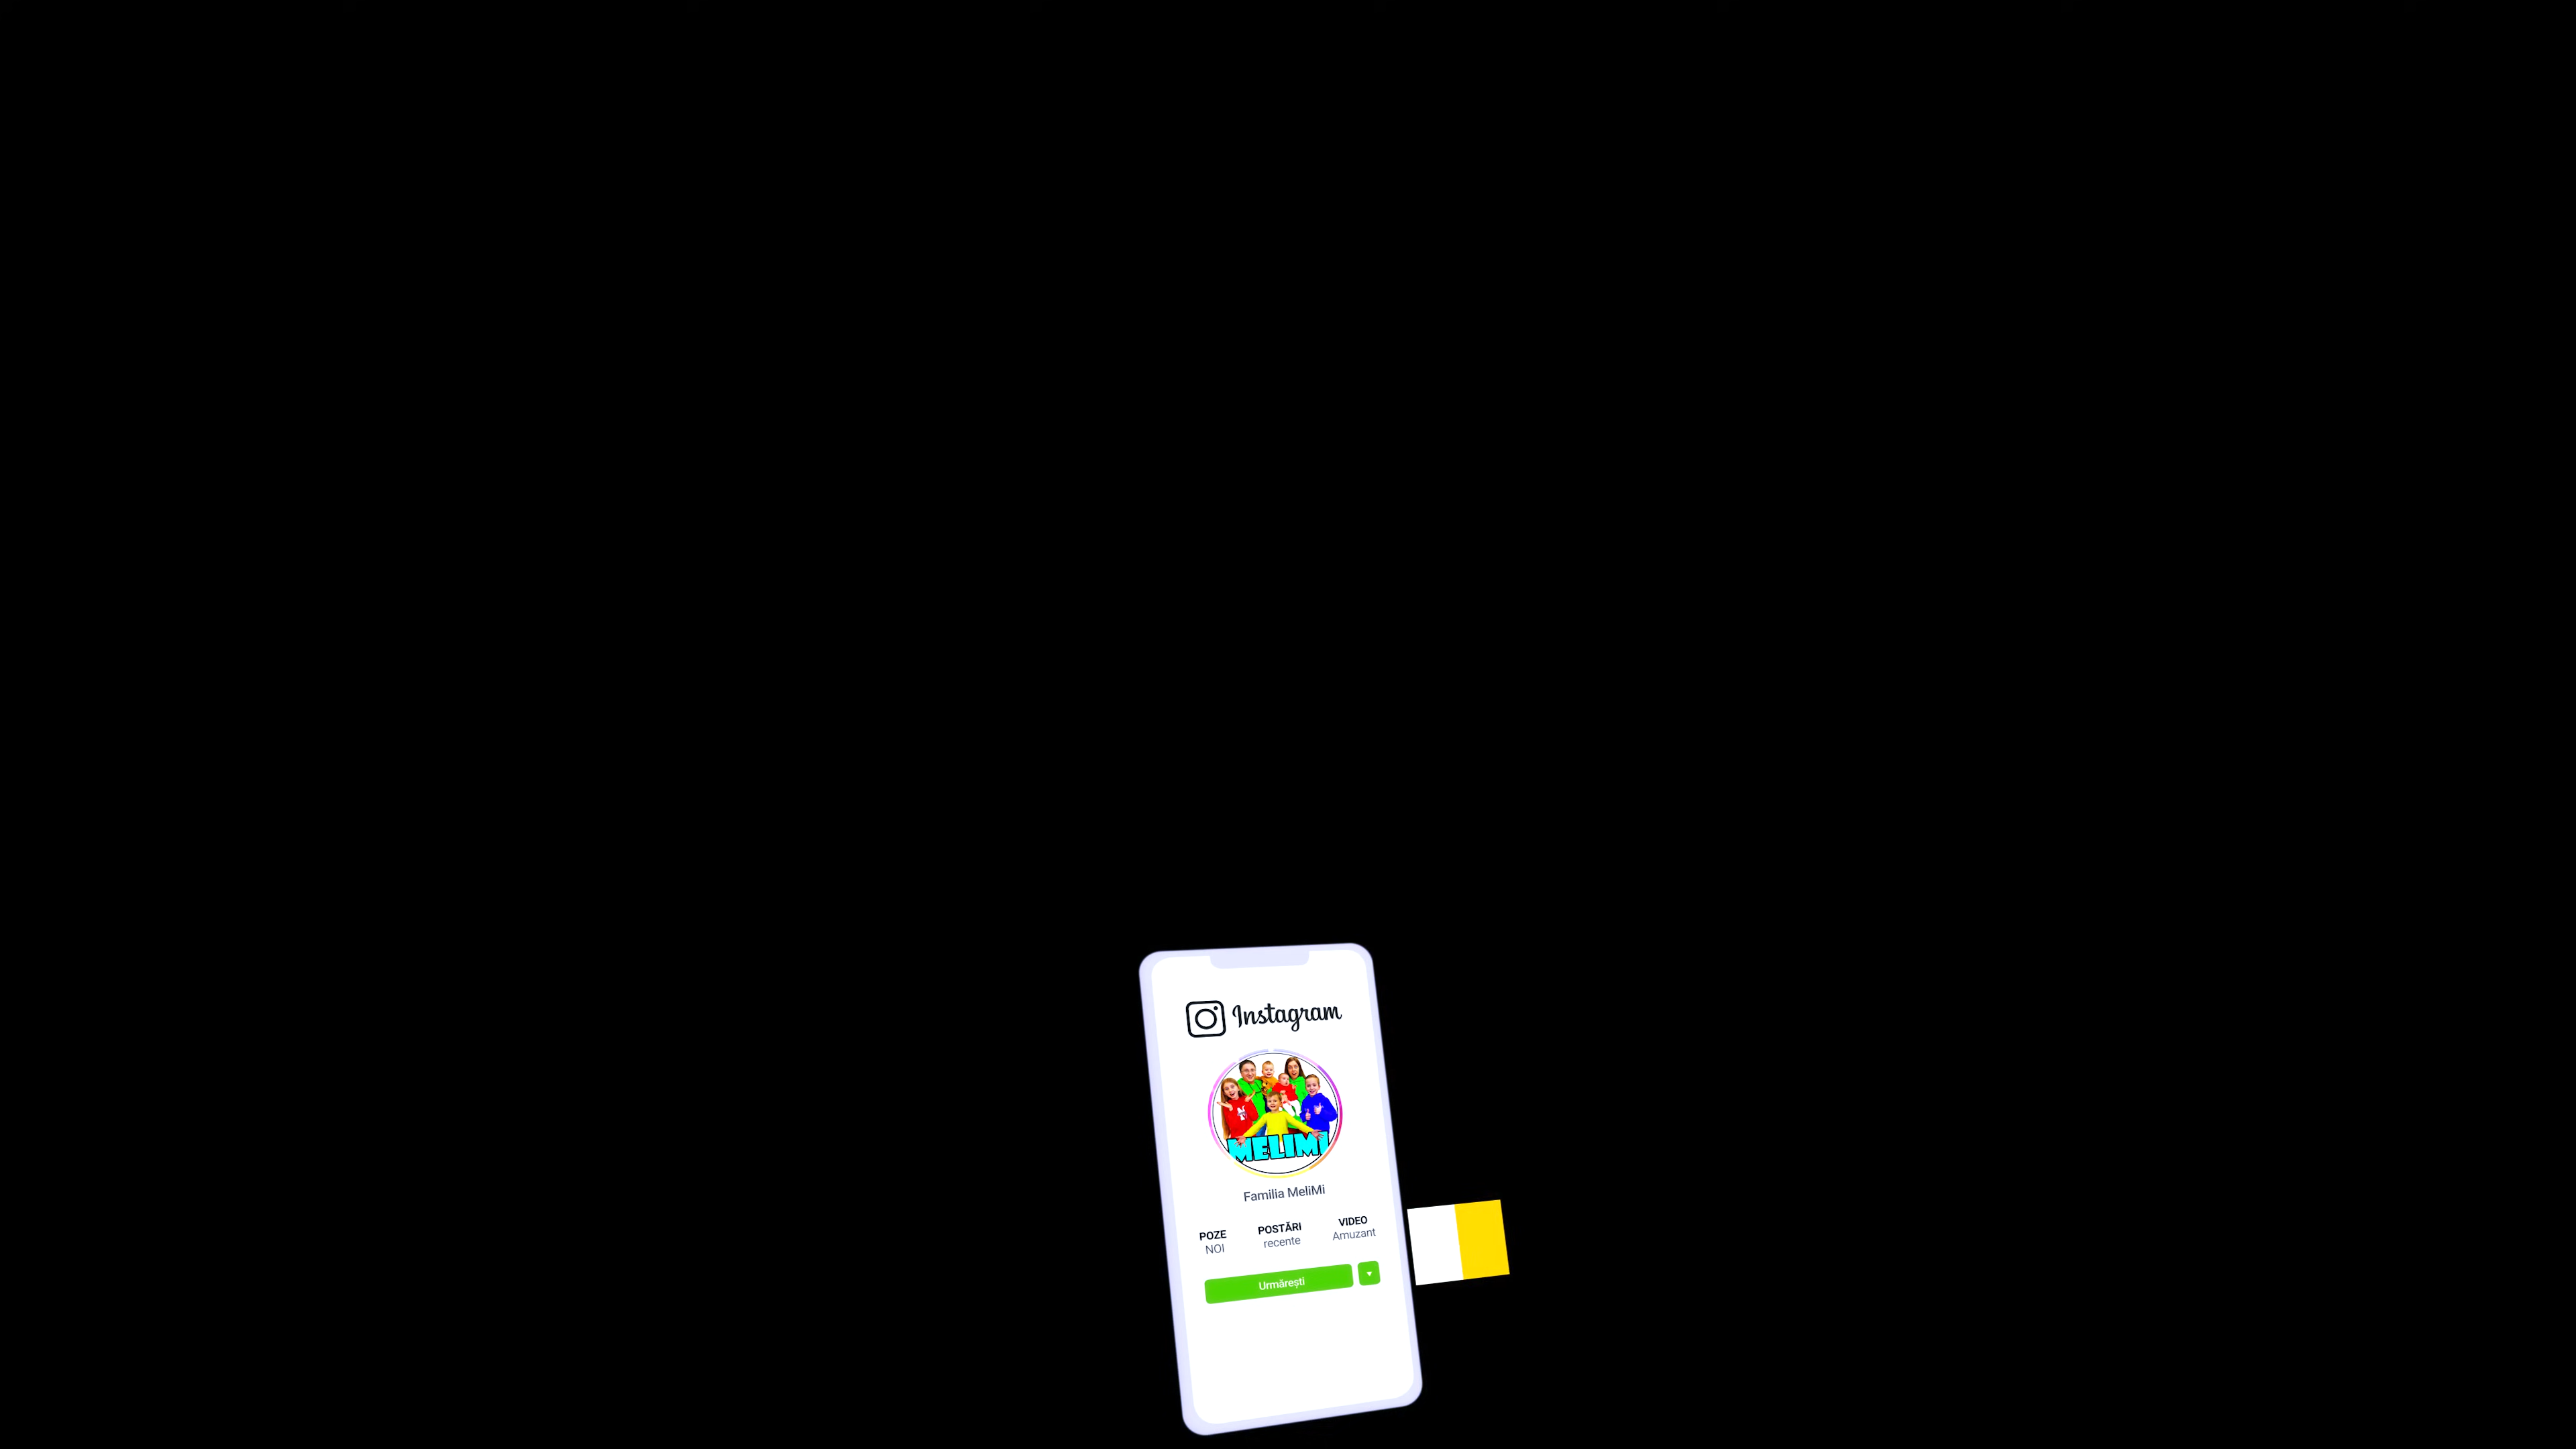 Instagram
MELIMI
Familia MeliMi
POZE POSTĂRI VIDEO
NOI recente Amuzant
Urmărești